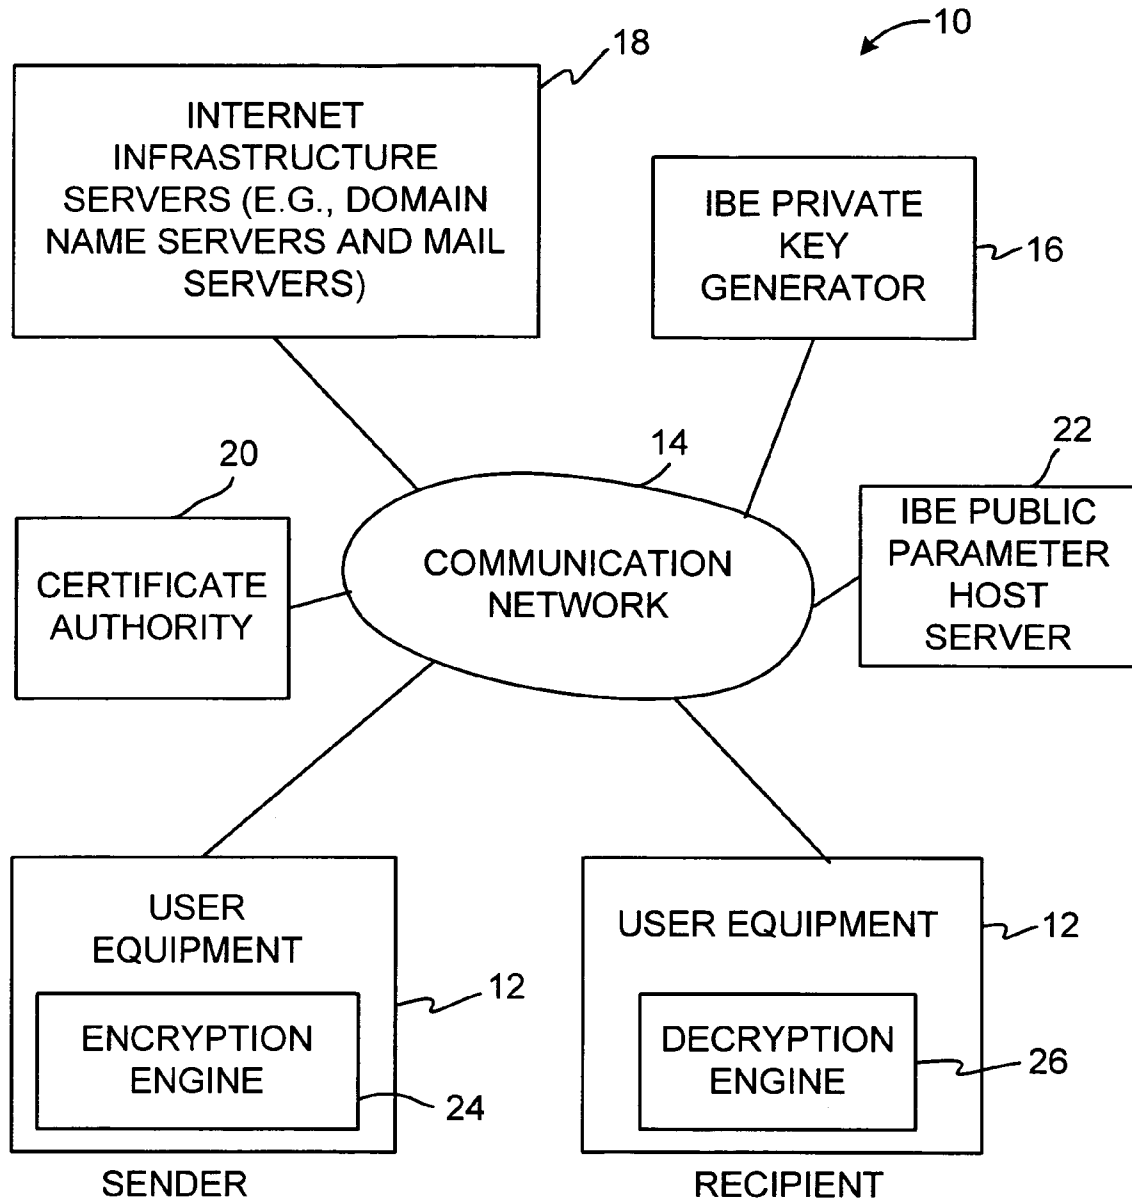 10
18
INTERNET
INFRASTRUCTURE
SERVERS (E.G., DOMAIN
NAME SERVERS AND MAIL
SERVERS)
IBE PRIVATE
KEY
GENERATOR
16
20
14
22
CERTIFICATE
AUTHORITY
COMMUNICATION
NETWORK
IBE PUBLIC
PARAMETER
HOST
SERVER
USER
EQUIPMENT
12
ENCRYPTION
ENGINE
24
SENDER
USER EQUIPMENT
12
DECRYPTION
ENGINE
26
RECIPIENT